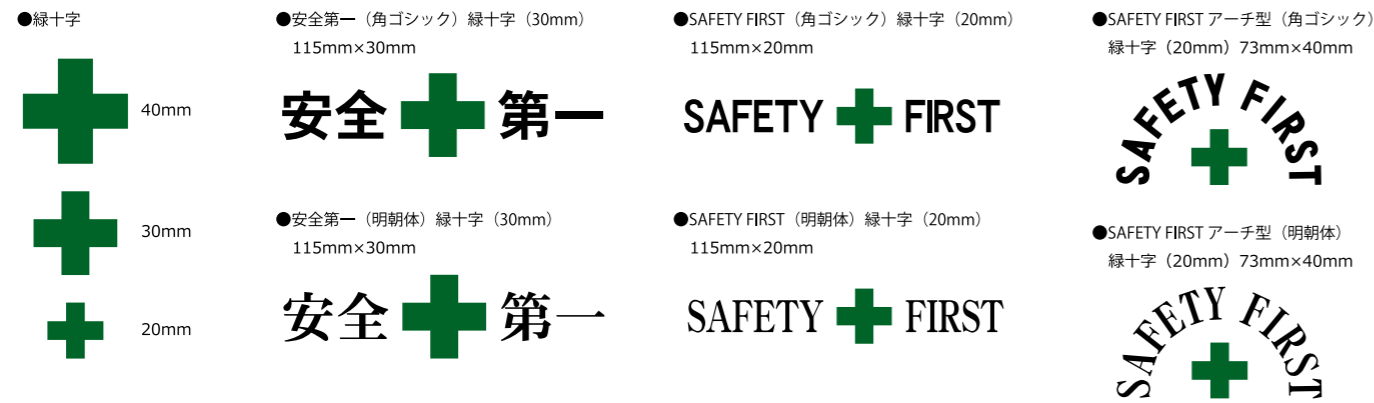 ●緑十字
40mm
30mm
20mm
●安全第一（角ゴシック）緑十字（30mm）
115mm×30mm
安全 第一
●安全第一（明朝体）緑十字（30mm）
115mm×30mm
安全 第一
●SAFETY FIRST（角ゴシック）緑十字（20mm）
115mm×20mm
SAFETY FIRST
●SAFETY FIRST（明朝体）緑十字（20mm）
115mm×20mm
SAFETY FIRST
●SAFETY FIRST アーチ型（角ゴシック）
緑十字（20mm）73mm×40mm
SAFETY FIRST
●SAFETY FIRST アーチ型（明朝体）
緑十字（20mm）73mm×40mm
SAFETY FIRST